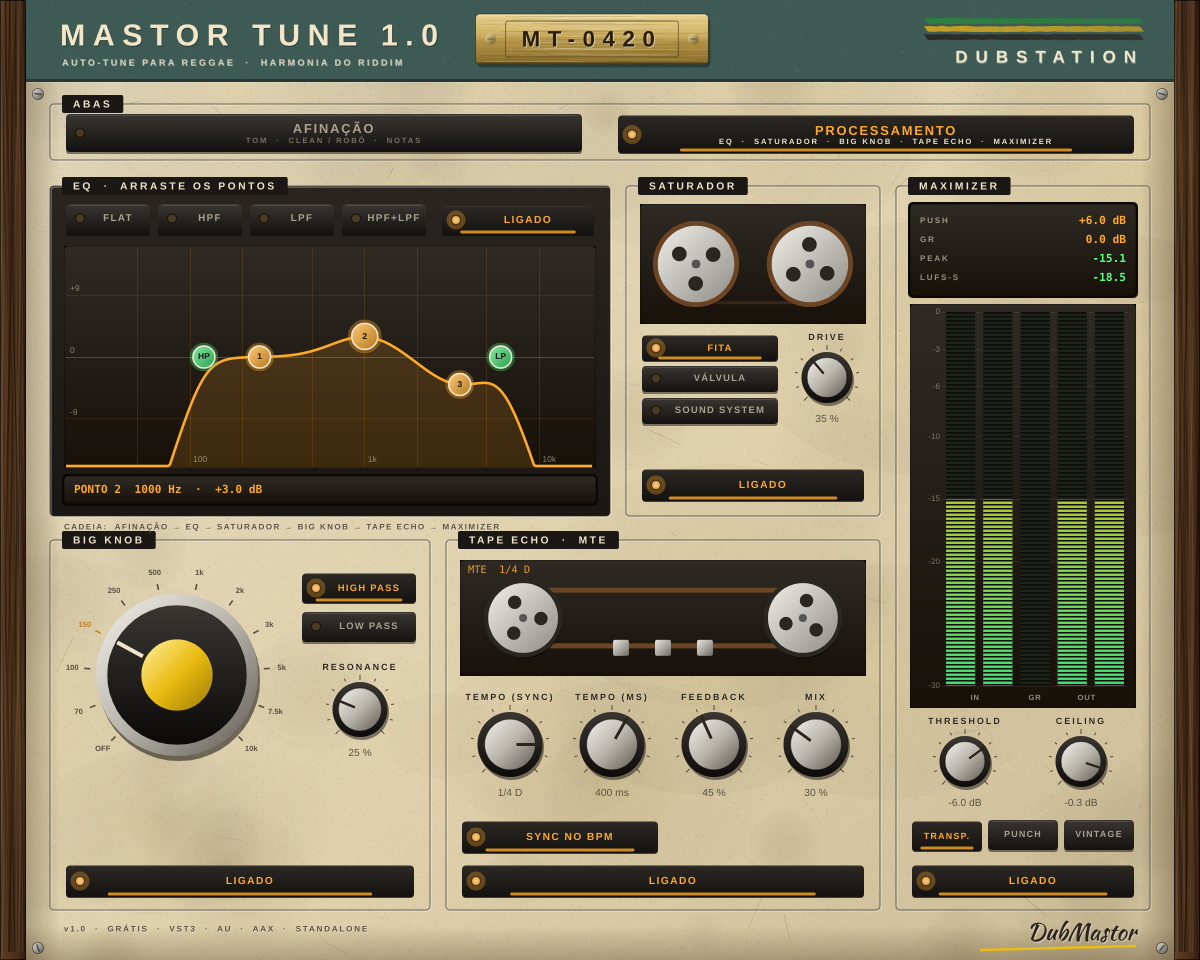 MASTOR TUNE 1.0
AUTO-TUNE PARA REGGAE · HARMONIA DO RIDDIM
MT-0420
DUBSTATION
ABAS
AFINAÇÃO
TOM · CLEAN / ROBÔ · NOTAS
PROCESSAMENTO
EQ · SATURADOR · BIG KNOB · TAPE ECHO · MAXIMIZER
EQ · ARRASTE OS PONTOS
FLAT
HPF
LPF
HPF+LPF
LIGADO
+9
0
-9
HP
1
2
3
LP
100
1k
10k
PONTO 2 1000 Hz · +3.0 dB
SATURADOR
FITA
VÁLVULA
SOUND SYSTEM
DRIVE
35 %
LIGADO
MAXIMIZER
PUSH +6.0 dB
GR 0.0 dB
PEAK -15.1
LUFS-S -18.5
0
-3
-6
-10
-15
-20
-30
IN GR OUT
THRESHOLD
-6.0 dB
CEILING
-0.3 dB
TRANSP.
PUNCH
VINTAGE
LIGADO
CADEIA: AFINAÇÃO → EQ → SATURADOR → BIG KNOB → TAPE ECHO → MAXIMIZER
BIG KNOB
OFF
70
100
150
250
500
1k
2k
3k
5k
7.5k
10k
HIGH PASS
LOW PASS
RESONANCE
25 %
LIGADO
TAPE ECHO · MTE
MTE 1/4 D
TEMPO (SYNC)
1/4 D
TEMPO (MS)
400 ms
FEEDBACK
45 %
MIX
30 %
SYNC NO BPM
LIGADO
v1.0 · GRÁTIS · VST3 · AU · AAX · STANDALONE
DubMastor